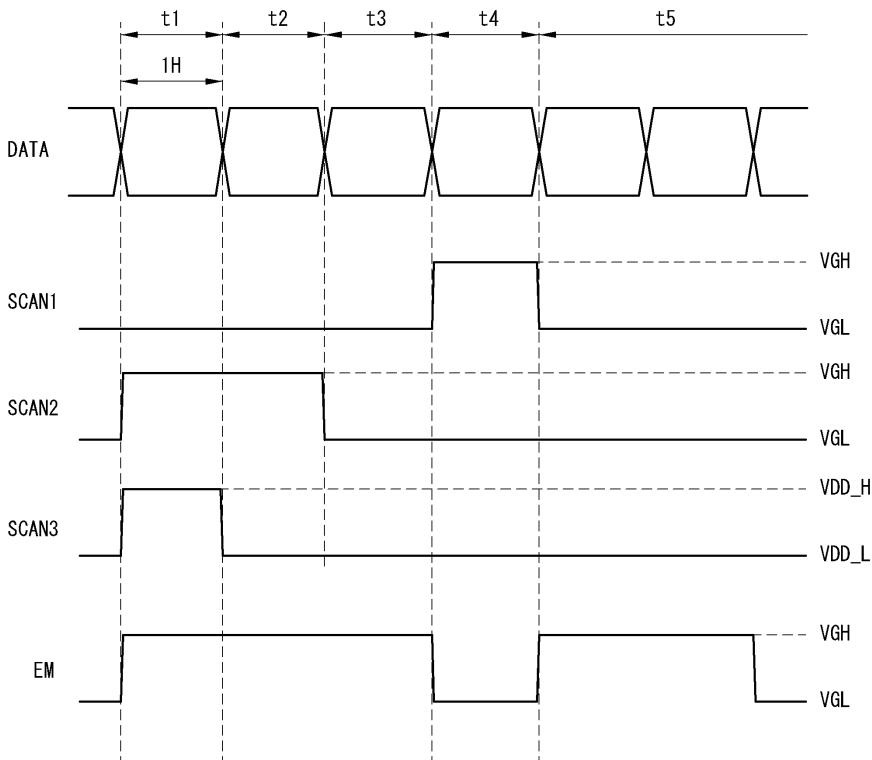 t1 t2 t3 t4 t5
1H
DATA
VGH
SCAN1
VGL
VGH
SCAN2
VGL
VDD_H
SCAN3
VDD_L
VGH
EM
VGL